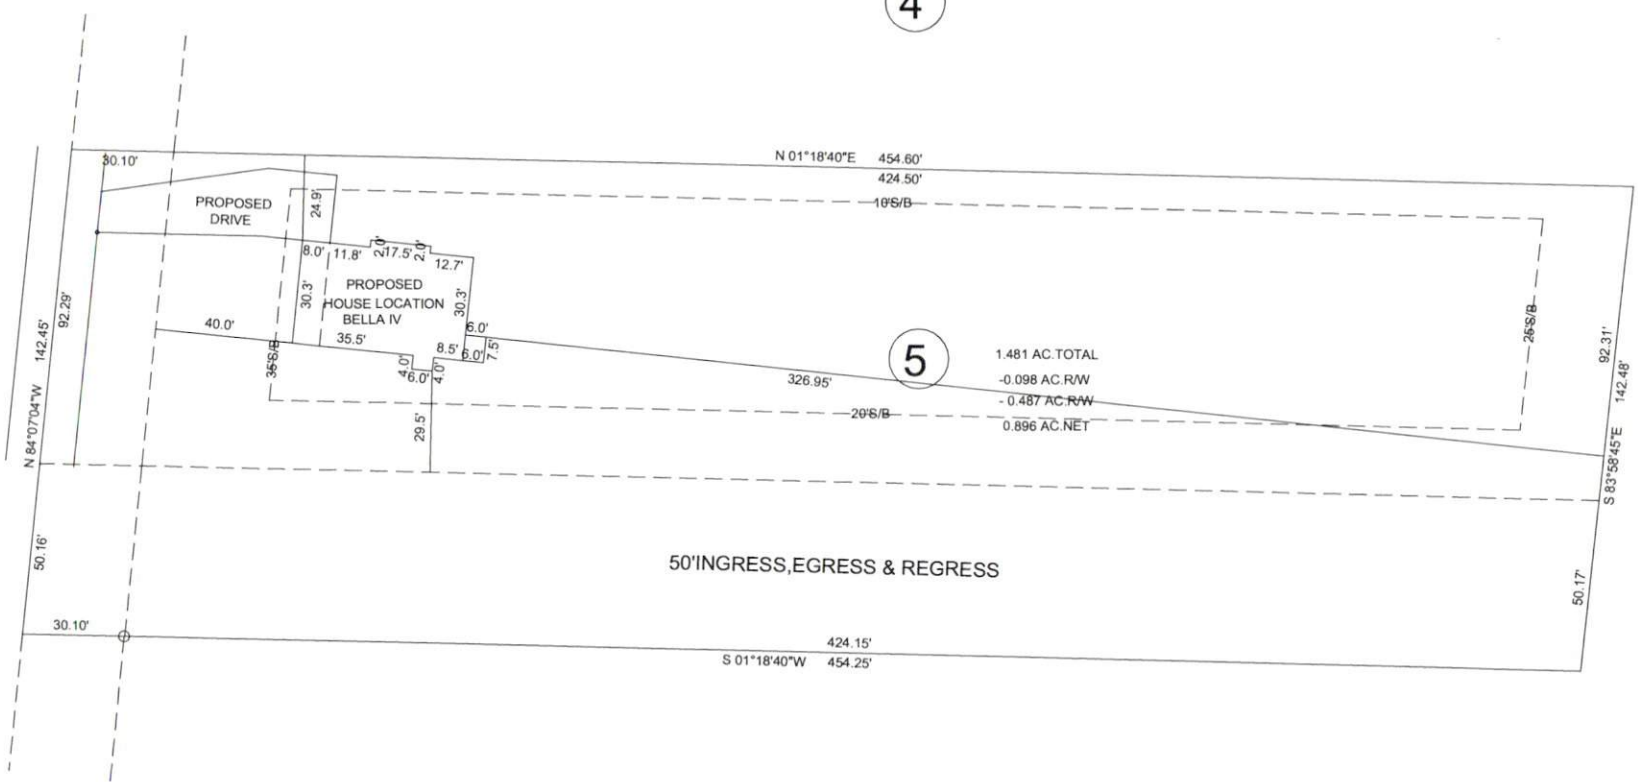 4
30.10'
N 01°18'40"E 454.60'
424.50'
10'S/B
PROPOSED
DRIVE
24.9'
8.0'
11.8'
2.0'
17.5'
2.0'
12.7'
PROPOSED
HOUSE LOCATION
BELLA IV
30.3'
30.3'
40.0'
35.5'
35'S/B
6.0'
8.5'
6.0'
7.5'
4.0'
6.0'
4.0'
29.5'
92.29'
N 84°07'04"W 142.45'
50.16'
5
1.481 AC.TOTAL
-0.098 AC.R/W
- 0.487 AC.R/W
0.896 AC.NET
326.95'
20'S/B
25'S/B
92.31'
S 83°58'45"E 142.48'
50.17'
50'INGRESS,EGRESS & REGRESS
30.10'
424.15'
S 01°18'40"W 454.25'